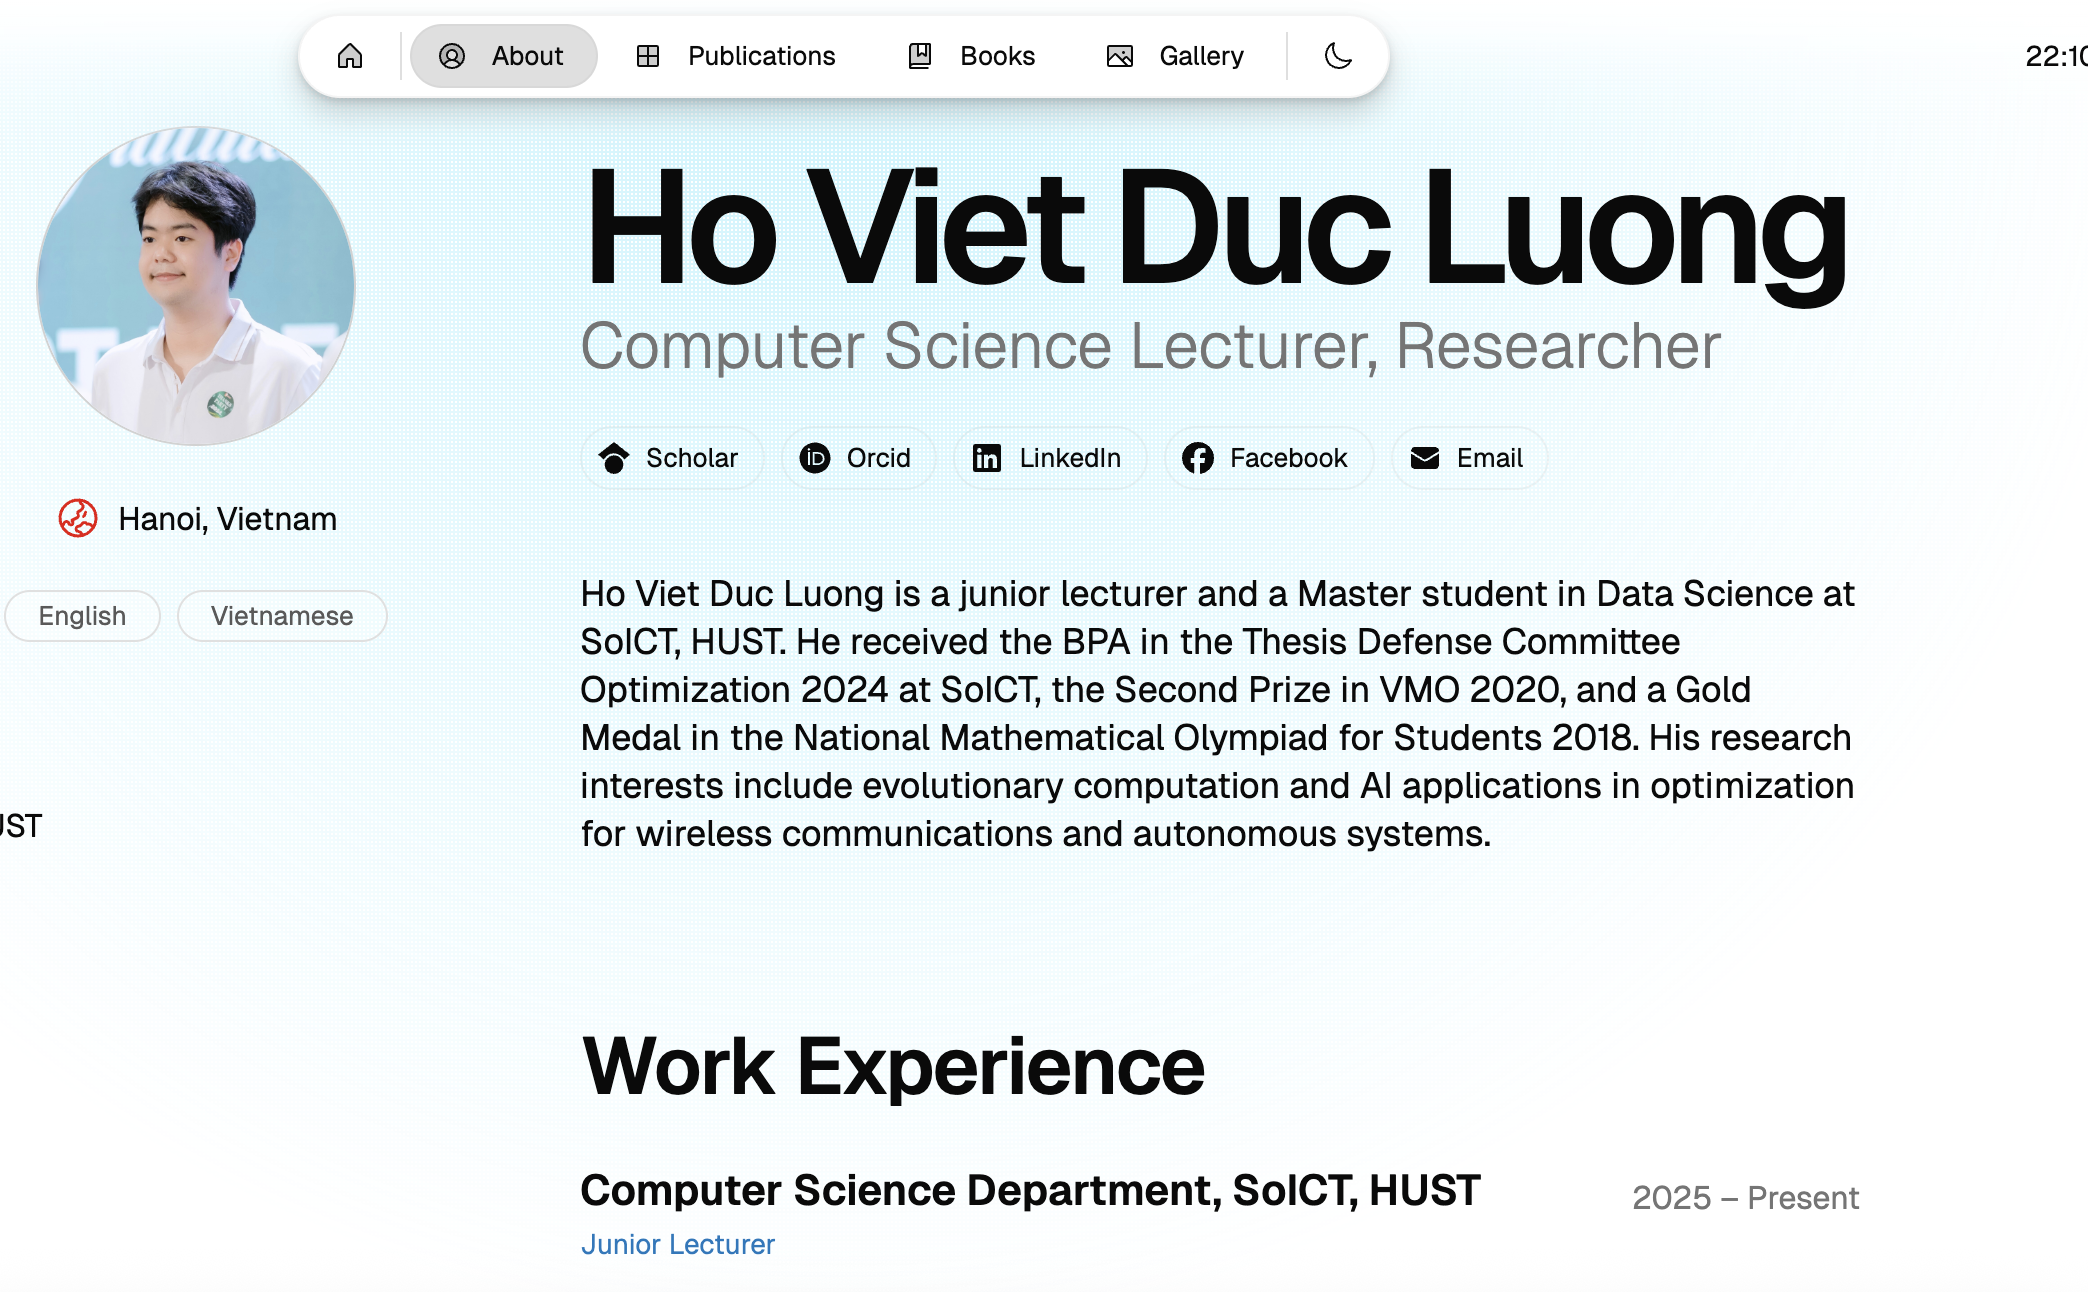 About
Publications
Books
Gallery
22:10
Ho Viet Duc Luong
Computer Science Lecturer, Researcher
Scholar
Orcid
LinkedIn
Facebook
Email
Hanoi, Vietnam
English
Vietnamese
Ho Viet Duc Luong is a junior lecturer and a Master student in Data Science at
SoICT, HUST. He received the BPA in the Thesis Defense Committee
Optimization 2024 at SoICT, the Second Prize in VMO 2020, and a Gold
Medal in the National Mathematical Olympiad for Students 2018. His research
interests include evolutionary computation and AI applications in optimization
for wireless communications and autonomous systems.
UST
Work Experience
Computer Science Department, SoICT, HUST
2025 – Present
Junior Lecturer